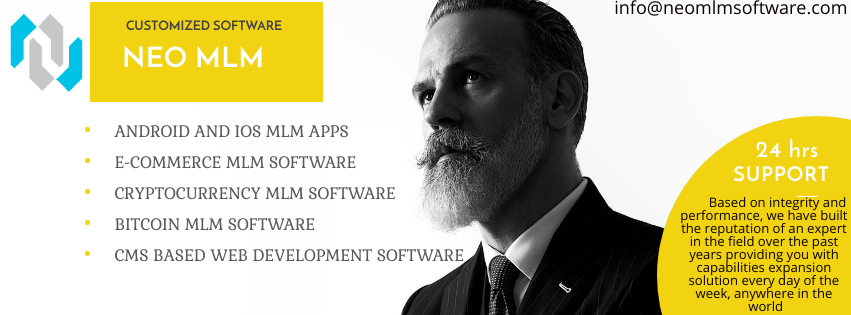 info@neomlmsoftware.com
CUSTOMIZED SOFTWARE
NEO MLM
• ANDROID AND IOS MLM APPS
• E-COMMERCE MLM SOFTWARE
• CRYPTOCURRENCY MLM SOFTWARE
• BITCOIN MLM SOFTWARE
• CMS BASED WEB DEVELOPMENT SOFTWARE
24 hrs
SUPPORT
Based on integrity and
performance, we have built
the reputation of an expert
in the field over the past
years providing you with
capabilities expansion
solution every day of the
week, anywhere in the
world